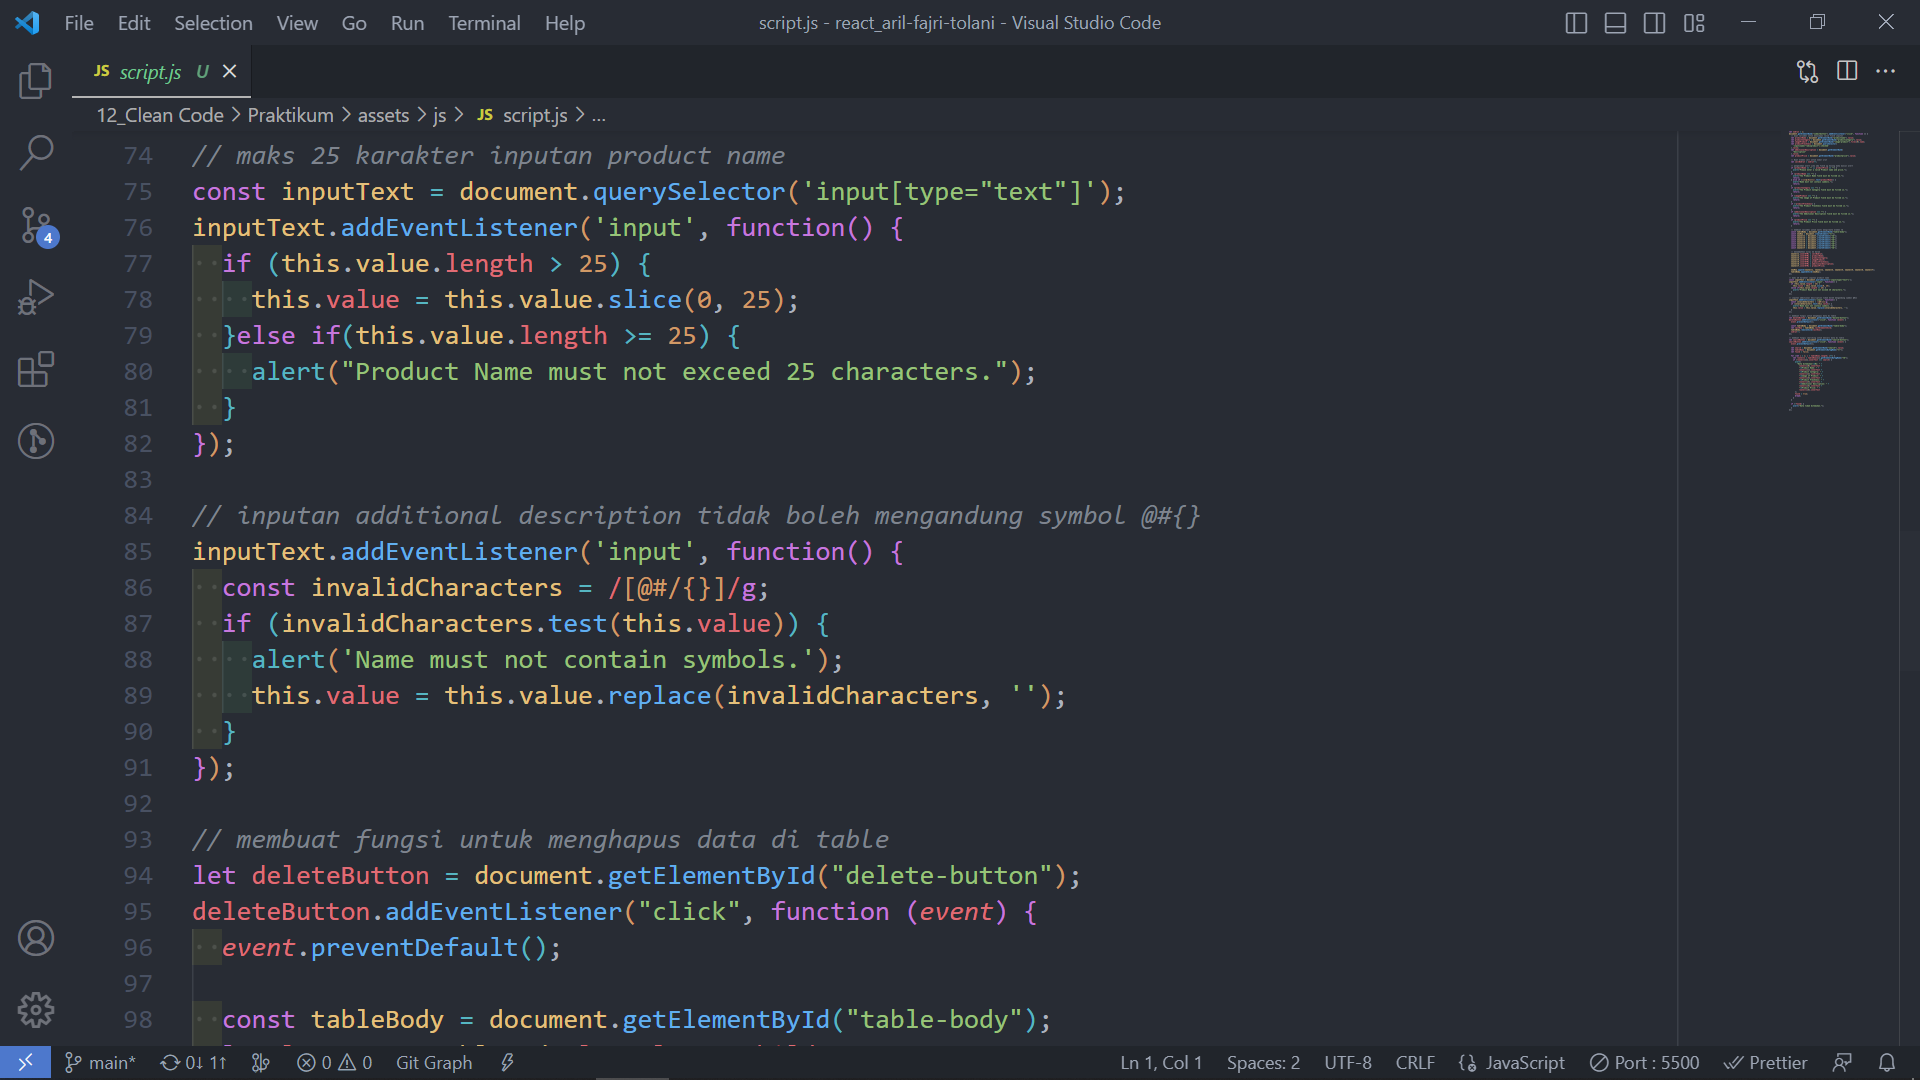 File Edit Selection View Go Run Terminal Help script.js - react_aril-fajri-tolani - Visual Studio Code
JS script.js U
12_Clean Code > Praktikum > assets > js > JS script.js > ...
74 // maks 25 karakter inputan product name
75 const inputText = document.querySelector('input[type="text"]');
76 inputText.addEventListener('input', function() {
77 if (this.value.length > 25) {
78 this.value = this.value.slice(0, 25);
79 }else if(this.value.length >= 25) {
80 alert("Product Name must not exceed 25 characters.");
81 }
82 });
83
84 // inputan additional description tidak boleh mengandung symbol @#{}
85 inputText.addEventListener('input', function() {
86 const invalidCharacters = /[@#/{}]/g;
87 if (invalidCharacters.test(this.value)) {
88 alert('Name must not contain symbols.');
89 this.value = this.value.replace(invalidCharacters, '');
90 }
91 });
92
93 // membuat fungsi untuk menghapus data di table
94 let deleteButton = document.getElementById("delete-button");
95 deleteButton.addEventListener("click", function (event) {
96 event.preventDefault();
97
98 const tableBody = document.getElementById("table-body");
4
main* 0↓ 1↑ 0 0 Git Graph Ln 1, Col 1 Spaces: 2 UTF-8 CRLF JavaScript Port : 5500 Prettier